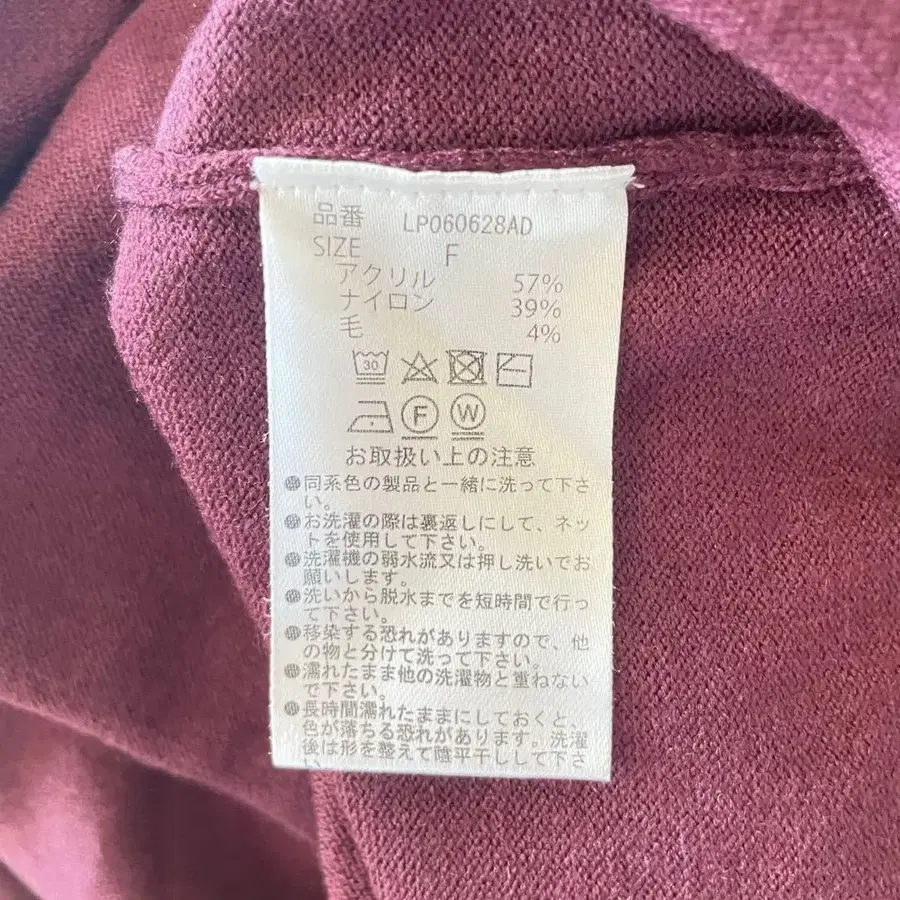 品番 LP060628AD
SIZE F
アクリル 57%
ナイロン 39%
毛 4%
30
F W
お取扱い上の注意
同系色の製品と一緒に洗って下さ
い。
お洗濯の際は裏返しにして、ネッ
トを使用して下さい。
洗濯機の弱水流又は押し洗いでお
願いします。
洗いから脱水までを短時間で行っ
て下さい。
移染する恐れがありますので、他
の物と分けて洗って下さい。
濡れたまま他の洗濯物と重ねない
で下さい。
長時間濡れたままにしておくと、
色が落ちる恐れがあります。洗濯
後は形を整えて陰平干しして下さ